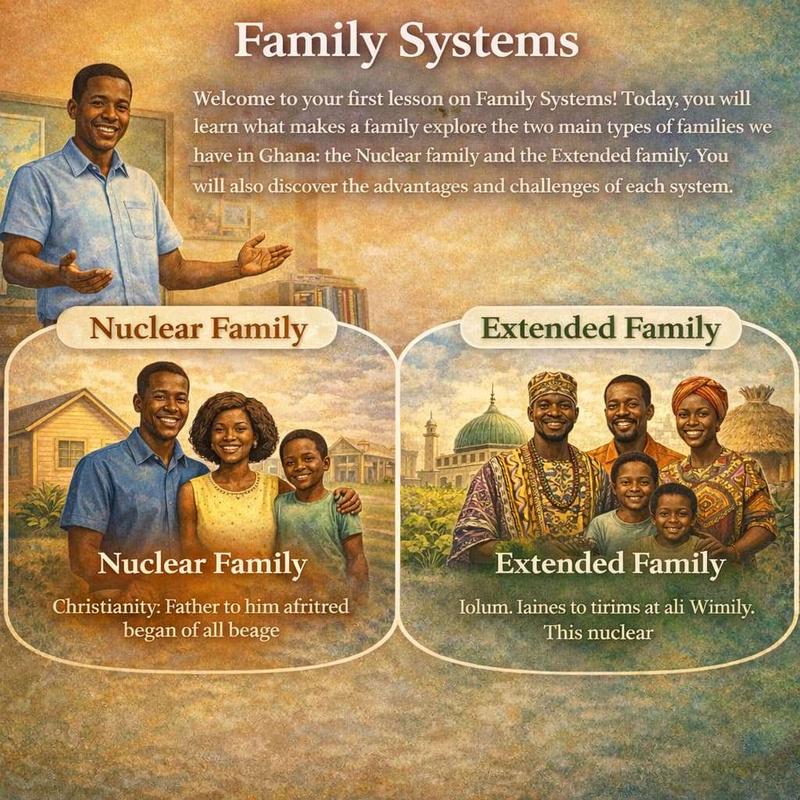 Family Systems
Welcome to your first lesson on Family Systems! Today, you will
learn what makes a family explore the two main types of families we
have in Ghana: the Nuclear family and the Extended family. You
will also discover the advantages and challenges of each system.
Nuclear Family
Extended Family
Nuclear Family
Christianity: Father to him afritred
began of all beage
Extended Family
Iolum. Iaines to tirims at ali Wimily.
This nuclear